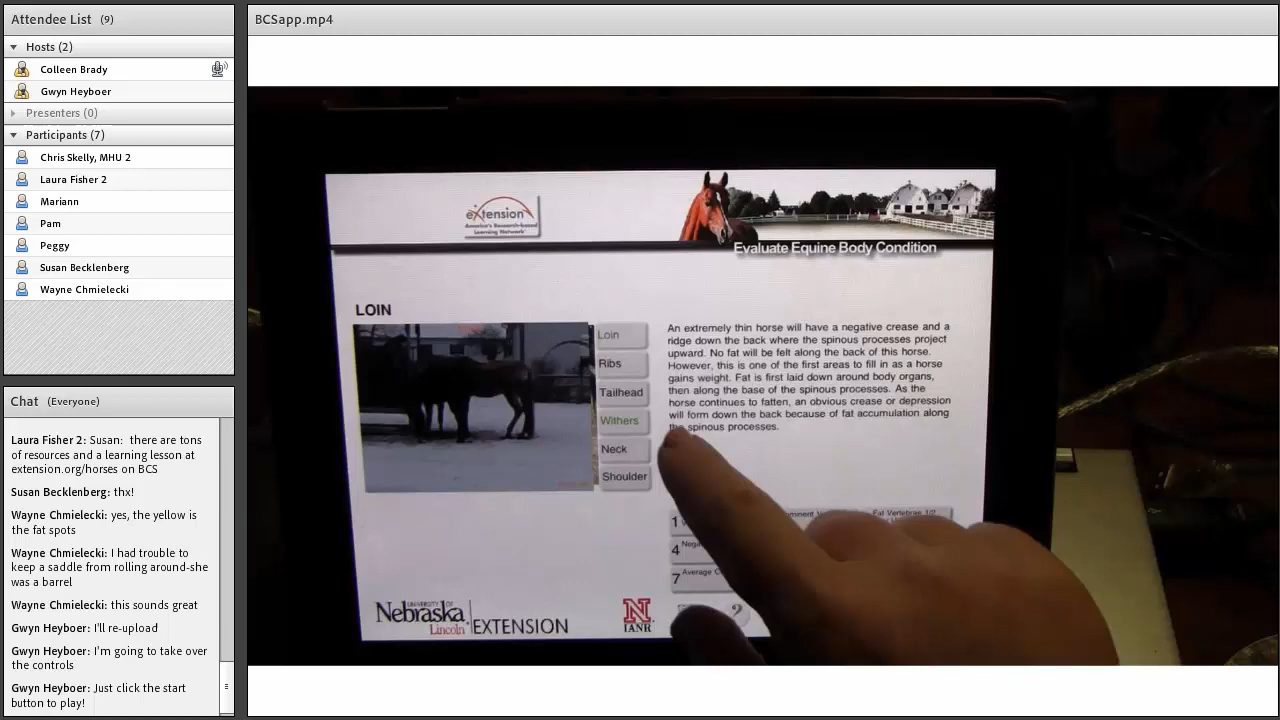 Attendee List (9)
Hosts (2)
Colleen Brady
Gwyn Heyboer
Presenters (0)
Participants (7)
Chris Skelly, MHU 2
Laura Fisher 2
Mariann
Pam
Peggy
Susan Becklenberg
Wayne Chmielecki
Chat (Everyone)
Laura Fisher 2: Susan: there are tons
of resources and a learning lesson at
extension.org/horses on BCS
Susan Becklenberg: thx!
Wayne Chmielecki: yes, the yellow is
the fat spots
Wayne Chmielecki: I had trouble to
keep a saddle from rolling around-she
was a barrel
Wayne Chmielecki: this sounds great
Gwyn Heyboer: I'll re-upload
Gwyn Heyboer: I'm going to take over
the controls
Gwyn Heyboer: Just click the start
button to play!
BCSapp.mp4
eXtension
America's Research-based
Learning Network
Evaluate Equine Body Condition
LOIN
Loin
Ribs
Tailhead
Withers
Neck
Shoulder
An extremely thin horse will have a negative crease and a
ridge down the back where the spinous processes project
upward. No fat will be felt along the back of this horse.
However, this is one of the first areas to fill in as a horse
gains weight. Fat is first laid down around body organs,
then along the base of the spinous processes. As the
horse continues to fatten, an obvious crease or depression
will form down the back because of fat accumulation along
the spinous processes.
1
4
7 Average
?
UNIVERSITY OF
Nebraska
Lincoln
EXTENSION
N
IANR